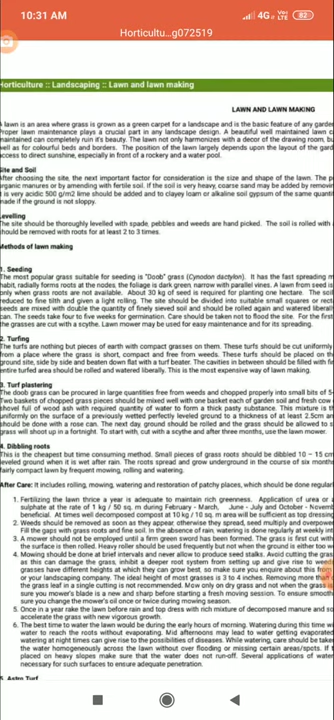 10:31 AM
4G
VoLTE
82
Horticultu...g072519
Horticulture :: Landscaping :: Lawn and lawn making
LAWN AND LAWN MAKING
A lawn is an area where grass is grown as a green carpet for a landscape and is the basic feature of any garden
Proper lawn maintenance plays a crucial part in any landscape design. A beautiful well maintained lawn c
maintained can completely ruin it's beauty. The lawn not only harmonizes with a decor of the drawing room, bu
well as for colourful beds and borders. The position of the lawn largely depends upon the layout of the gard
access to direct sunshine, especially in front of a rockery and a water pool.
Site and Soil
After choosing the site, the next important factor for consideration is the size and shape of the lawn. The p
organic manures or by amending with fertile soil. If the soil is very heavy, coarse sand may be added by removin
t is very acidic 500 g/m2 lime should be added and to clayey loam or alkaline soil gypsum of the same quanti
made if the ground is not sloppy.
Levelling
The site should be thoroughly levelled with spade, pebbles and weeds are hand picked. The soil is rolled with
should be removed with roots for at least 2 to 3 times.
Methods of lawn making
1. Seeding
The most popular grass suitable for seeding is "Doob" grass (Cynodon dactylon). It has the fast spreading m
habit, radially forms roots at the nodes, the foliage is dark green, narrow with parallel vines. A lawn from seed is
only when grass roots are not available. About 30 kg of seed is required for planting one hectare. The soil
reduced to fine tilth and given a light rolling. The site should be divided into suitable small squares or rect
seeds are mixed with double the quantity of finely sieved soil and should be rolled again and watered liberall
can. The seeds take four to five weeks for germination. Care should be taken not to flood the site. For the first
the grasses are cut with a scythe. Lawn mower may be used for easy maintenance and for its spreading.
2. Turfing
The turfs are nothing but pieces of earth with compact grasses on them. These turfs should be cut uniformly
from a place where the grass is short, compact and free from weeds. These turfs should be placed on th
ground site, side by side and beaten down flat with a turf beater. The cavities in between should be filled with fin
entire turfed area should be rolled and watered liberally. This is the most expensive way of lawn making.
3. Turf plastering
The doob grass can be procured in large quantities free from weeds and chopped properly into small bits of 5-
Two baskets of chopped grass pieces should be mixed well one basket each of garden soil and fresh cow
shovel full of wood ash with required quantity of water to form a thick pasty substance. This mixture is th
uniformly on the surface of a previously wetted perfectly leveled ground to a thickness of at least 2.5cm an
should be done with a rose can. The next day, ground should be rolled and the grass should be allowed to s
grass will shoot up in a fortnight. To start with, cut with a scythe and after three months, use the lawn mower.
4. Dibbling roots
This is the cheapest but time consuming method. Small pieces of grass roots should be dibbled 10 – 15 cm
leveled ground when it is wet after rain. The roots spread and grow underground in the course of six months
fairly compact lawn by frequent mowing, rolling and watering.
After Care: It includes rolling, mowing, watering and restoration of patchy places, which should be done regular
1. Fertilizing the lawn thrice a year is adequate to maintain rich greenness. Application of urea or
sulphate at the rate of 1 kg / 50 sq. m during February - March, June - July and October - Novemb
beneficial. At times well decomposed compost at 10 kg / 10 sq. m area will be sufficient as top dressi
2. Weeds should be removed as soon as they appear, otherwise they spread, seed multiply and overpower
Fill the gaps with grass roots and fine soil. In the absence of rain, watering is done regularly at weekly int
3. A mower should not be employed until a firm green sward has been formed. The grass is first cut with
the surface is then rolled. Heavy roller should be used frequently but not when the ground is either too we
4. Mowing should be done at brief intervals and never allow to produce seed stalks. Avoid cutting the gras
as this can damage the grass, inhibit a deeper root system from setting up and give rise to weeds
grasses have different heights at which they can grow best, so make sure you enquire about this from
or your landscaping company. The ideal height of most grasses is 3 to 4 inches. Removing more than
the grass leaf in a single cutting is not recommended. Mow only on dry grass and not when the grass is
sure you mower's blade is a new and sharp before starting a fresh mowing session. To ensure smooth
sure you change the mower's oil once or twice during mowing season.
5. Once in a year rake the lawn before rain and top dress with rich mixture of decomposed manure and so
accelerate the grass with new vigorous growth.
6. The best time to water the lawn would be during the early hours of morning. Watering during this time w
water to reach the roots without evaporating. Mid afternoons may lead to water getting evaporated
watering at night times can give rise to the possibilities of diseases. While watering, care should be taken
the water homogeneously across the lawn without over flooding or missing certain areas/spots. If t
placed on heavy slopes make sure that the water does not run-off. Several applications of water
necessary for such surfaces to ensure adequate penetration.
5. Astro Turf